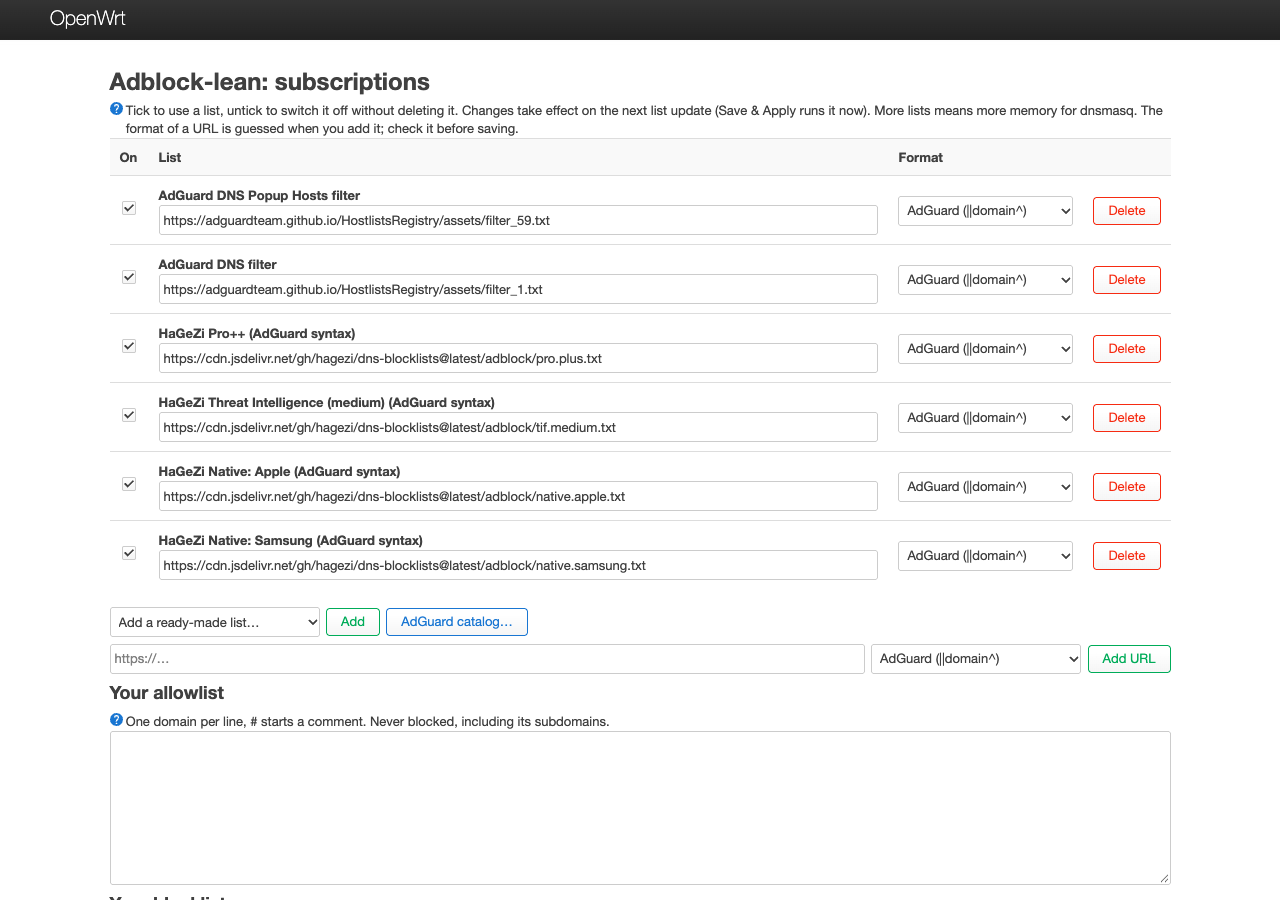 OpenWrt
Adblock-lean: subscriptions
? Tick to use a list, untick to switch it off without deleting it. Changes take effect on the next list update (Save & Apply runs it now). More lists means more memory for dnsmasq. The
format of a URL is guessed when you add it; check it before saving.
On List Format
AdGuard DNS Popup Hosts filter
https://adguardteam.github.io/HostlistsRegistry/assets/filter_59.txt AdGuard (||domain^) Delete
AdGuard DNS filter
https://adguardteam.github.io/HostlistsRegistry/assets/filter_1.txt AdGuard (||domain^) Delete
HaGeZi Pro++ (AdGuard syntax)
https://cdn.jsdelivr.net/gh/hagezi/dns-blocklists@latest/adblock/pro.plus.txt AdGuard (||domain^) Delete
HaGeZi Threat Intelligence (medium) (AdGuard syntax)
https://cdn.jsdelivr.net/gh/hagezi/dns-blocklists@latest/adblock/tif.medium.txt AdGuard (||domain^) Delete
HaGeZi Native: Apple (AdGuard syntax)
https://cdn.jsdelivr.net/gh/hagezi/dns-blocklists@latest/adblock/native.apple.txt AdGuard (||domain^) Delete
HaGeZi Native: Samsung (AdGuard syntax)
https://cdn.jsdelivr.net/gh/hagezi/dns-blocklists@latest/adblock/native.samsung.txt AdGuard (||domain^) Delete
Add a ready-made list… Add AdGuard catalog…
https://… AdGuard (||domain^) Add URL
Your allowlist
? One domain per line, # starts a comment. Never blocked, including its subdomains.